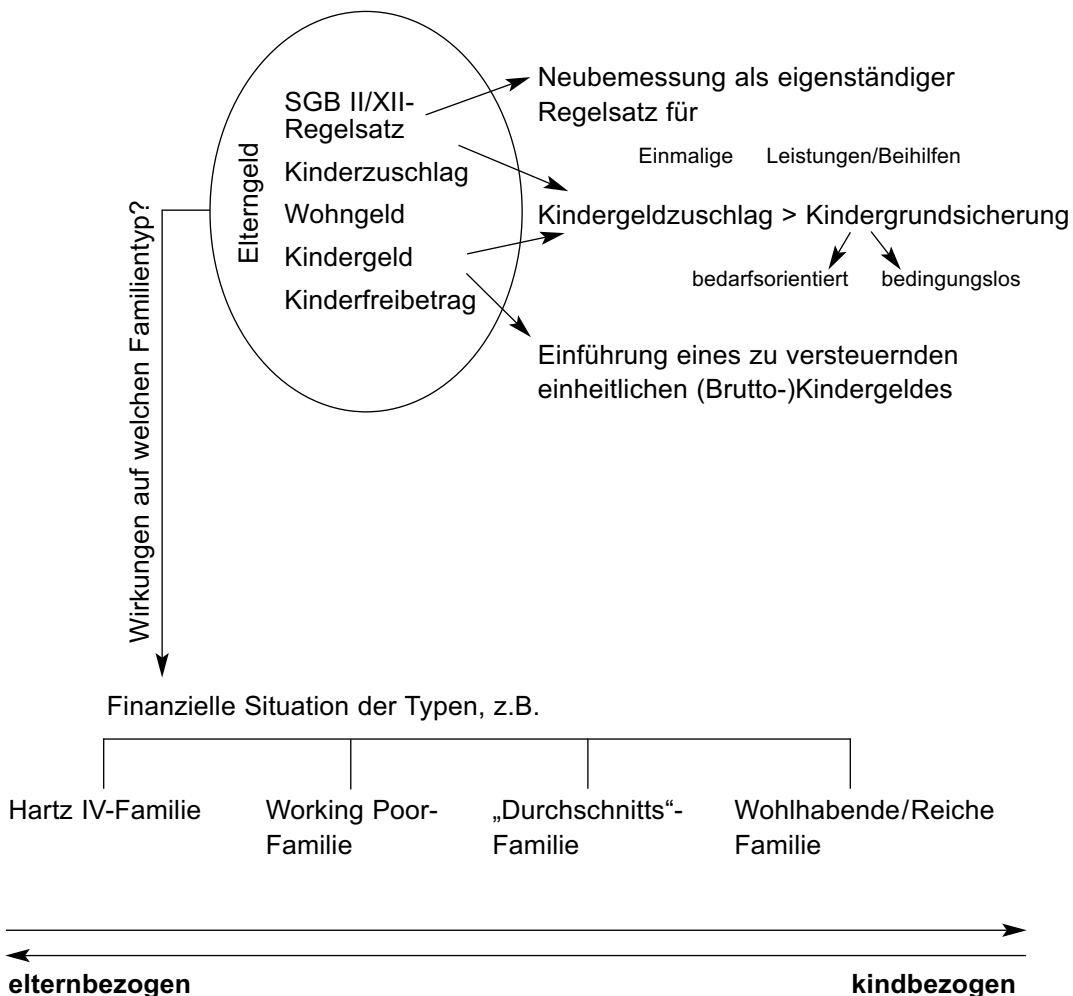 Neubemessung als eigenständiger
Regelsatz für
SGB II/XII-
Regelsatz
Kinderzuschlag
Wohngeld
Kindergeld
Kinderfreibetrag
Elterngeld
Einmalige Leistungen/Beihilfen
Kindergeldzuschlag > Kindergrundsicherung
bedarfsorientiert bedingungslos
Einführung eines zu versteuernden
einheitlichen (Brutto-)Kindergeldes
Wirkungen auf welchen Familientyp?
Finanzielle Situation der Typen, z.B.
Hartz IV-Familie
Working Poor-
Familie
„Durchschnitts“-
Familie
Wohlhabende/Reiche
Familie
elternbezogen kindbezogen